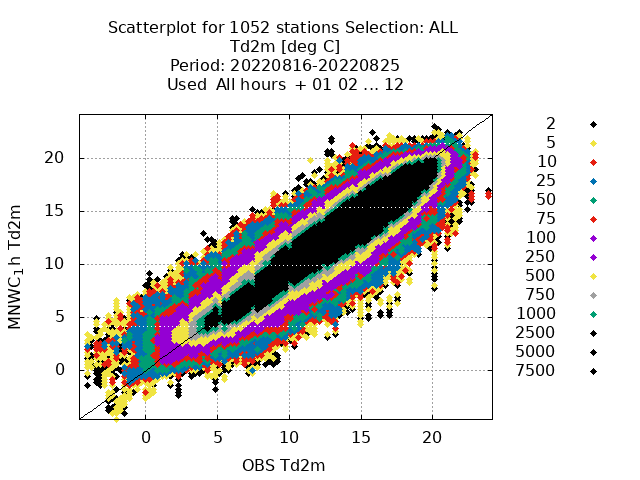 Scatterplot for 1052 stations Selection: ALL
Td2m [deg C]
Period: 20220816-20220825
Used All hours + 01 02 ... 12
MNWC₁h Td2m
20
15
10
5
0
0 5 10 15 20
OBS Td2m
2
5
10
25
50
75
100
250
500
750
1000
2500
5000
7500